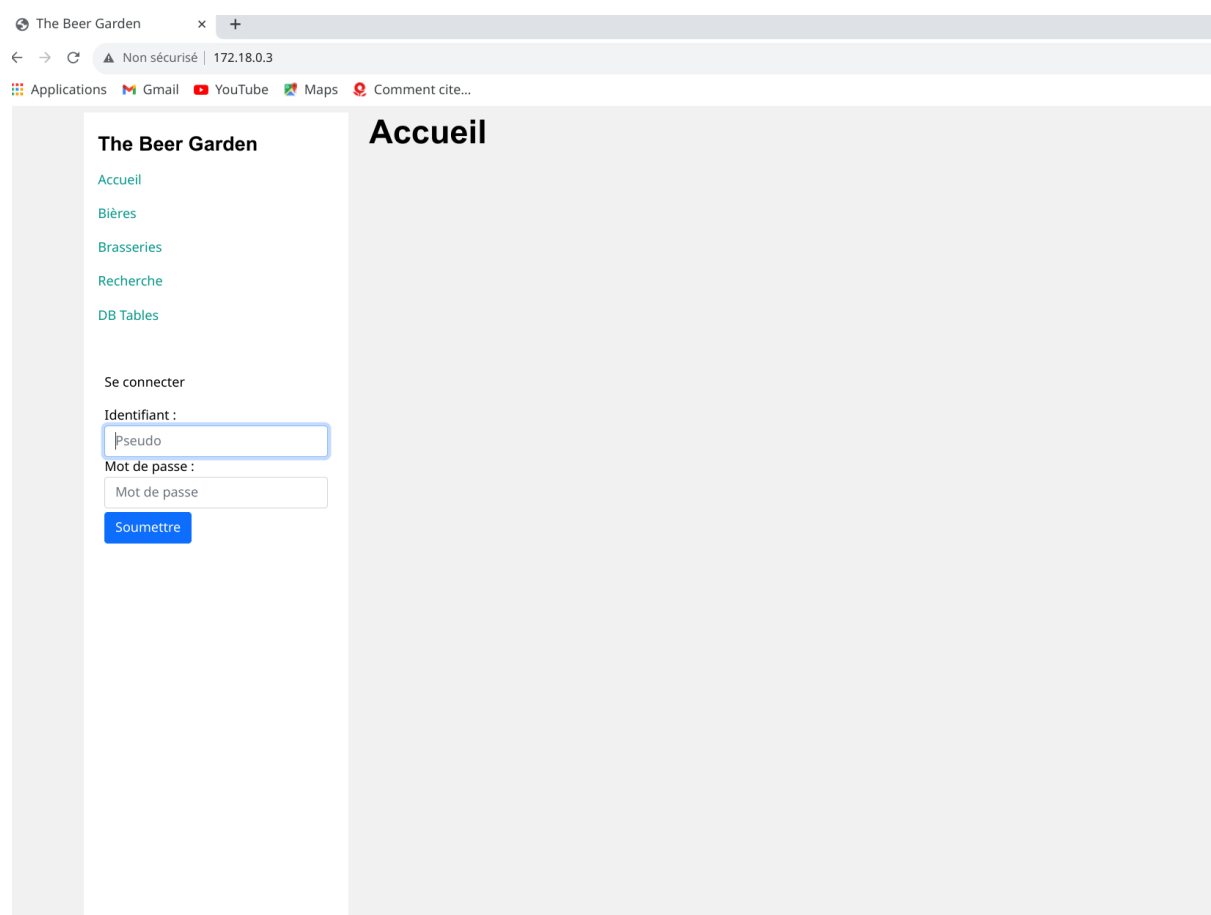 The Beer Garden × +
Non sécurisé | 172.18.0.3
Applications Gmail YouTube Maps Comment cite...
The Beer Garden
Accueil
Bières
Brasseries
Recherche
DB Tables
Se connecter
Identifiant :
Pseudo
Mot de passe :
Mot de passe
Soumettre
Accueil